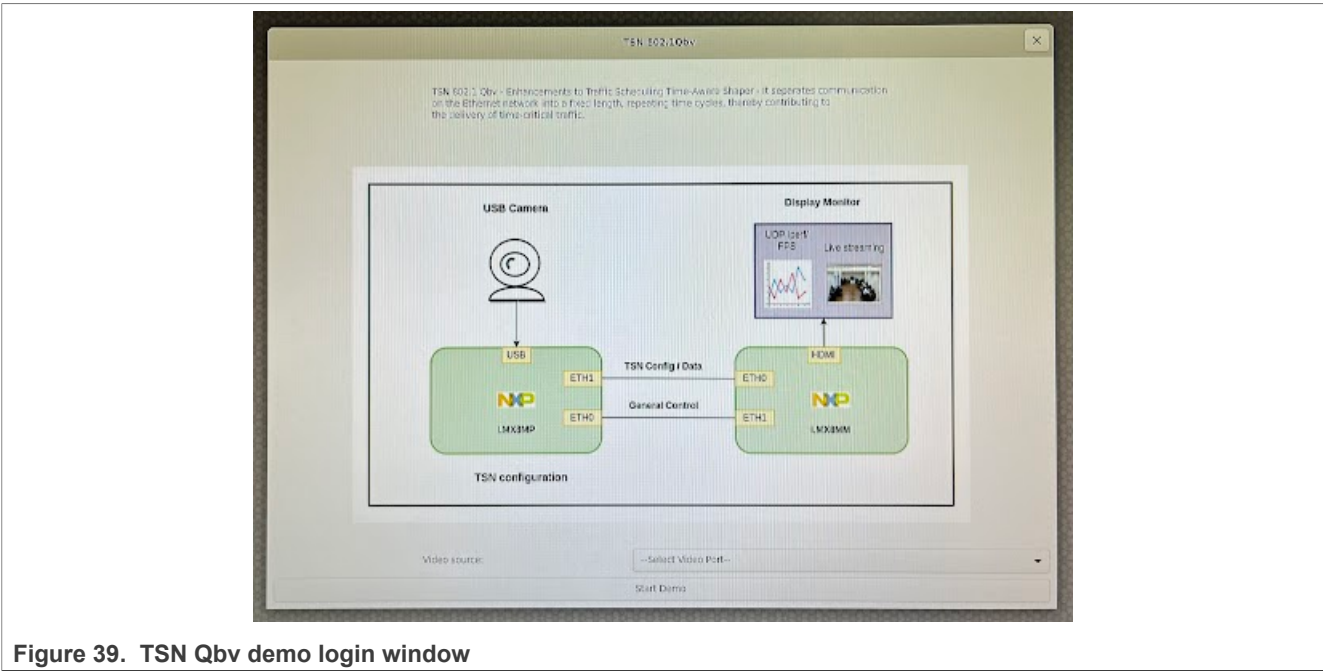 TSN 802.1Qbv
×
TSN 802.1 Qbv - Enhancements to Traffic Scheduling Time-Aware Shaper - it seperates communication
on the Ethernet network into a fixed length, repeating time cycles, thereby contributing to
the delivery of time-critical traffic.
USB Camera
Display Monitor
UDP iperf/
FPS
Live streaming
USB
HDMI
ETH1
TSN Config / Data
ETH0
NXP
NXP
ETH0
General Control
ETH1
I.MX8MP
I.MX8MM
TSN configuration
Video source:
--Select Video Port--
Start Demo
Figure 39. TSN Qbv demo login window